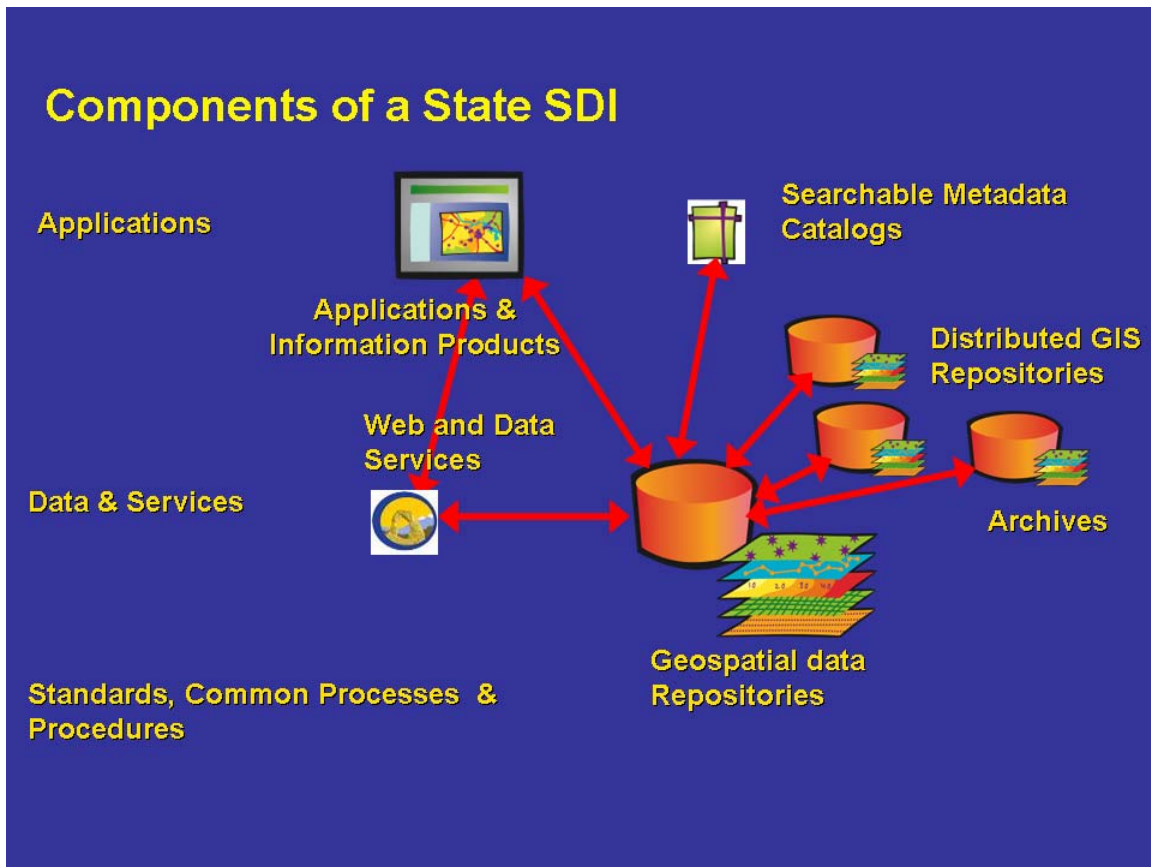 Components of a State SDI
Applications
Searchable Metadata
Catalogs
Applications &
Information Products
Distributed GIS
Repositories
Web and Data
Services
Data & Services
Archives
Geospatial data
Repositories
Standards, Common Processes &
Procedures